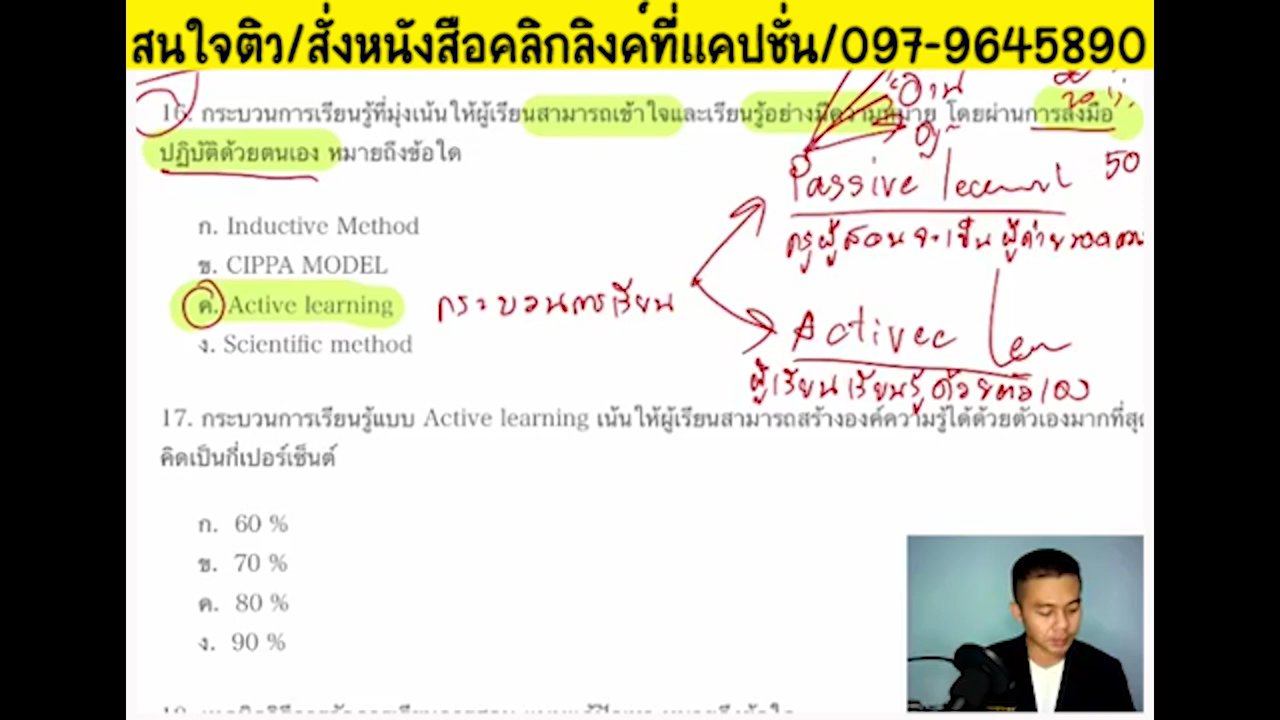 สนใจติว/สั่งหนังสือคลิกลิงค์ที่แคปชั่น/097-9645890
16. กระบวนการเรียนรู้ที่มุ่งเน้นให้ผู้เรียนสามารถเข้าใจและเรียนรู้อย่างมีความหมาย โดยผ่านการลงมือ
ปฏิบัติด้วยตนเอง หมายถึงข้อใด
อ่าน
Passive
50
ครูผู้สอนจะเป็นผู้ถ่ายทอด
ก. Inductive Method
ข. CIPPA MODEL
ค. Active learning
กระบวนการเรียน
ง. Scientific method
ผู้เรียนเรียนรู้ด้วยตัวเอง
17. กระบวนการเรียนรู้แบบ Active learning เน้นให้ผู้เรียนสามารถสร้างองค์ความรู้ได้ด้วยตัวเองมากที่สุด
คิดเป็นกี่เปอร์เซ็นต์
ก. 60 %
ข. 70 %
ค. 80 %
ง. 90 %